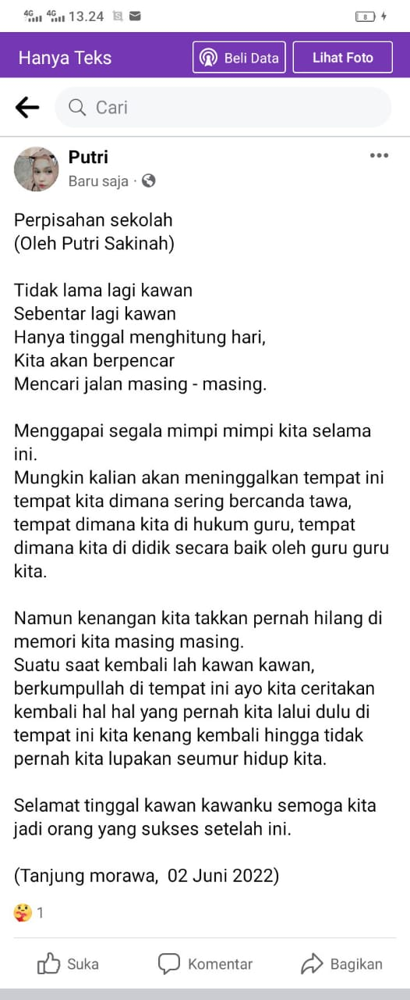 4G 4G 13.24 8
Hanya Teks Beli Data Lihat Foto
Cari
Putri
Baru saja ·
Perpisahan sekolah
(Oleh Putri Sakinah)
Tidak lama lagi kawan
Sebentar lagi kawan
Hanya tinggal menghitung hari,
Kita akan berpencar
Mencari jalan masing - masing.
Menggapai segala mimpi mimpi kita selama
ini.
Mungkin kalian akan meninggalkan tempat ini
tempat kita dimana sering bercanda tawa,
tempat dimana kita di hukum guru, tempat
dimana kita di didik secara baik oleh guru guru
kita.
Namun kenangan kita takkan pernah hilang di
memori kita masing masing.
Suatu saat kembali lah kawan kawan,
berkumpullah di tempat ini ayo kita ceritakan
kembali hal hal yang pernah kita lalui dulu di
tempat ini kita kenang kembali hingga tidak
pernah kita lupakan seumur hidup kita.
Selamat tinggal kawan kawanku semoga kita
jadi orang yang sukses setelah ini.
(Tanjung morawa,  02 Juni 2022)
1
Suka Komentar Bagikan